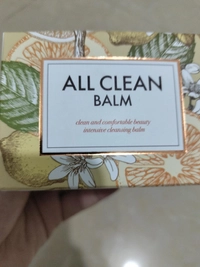 ALL CLEAN
BALM
clean and comfortable beauty
intensive cleansing balm